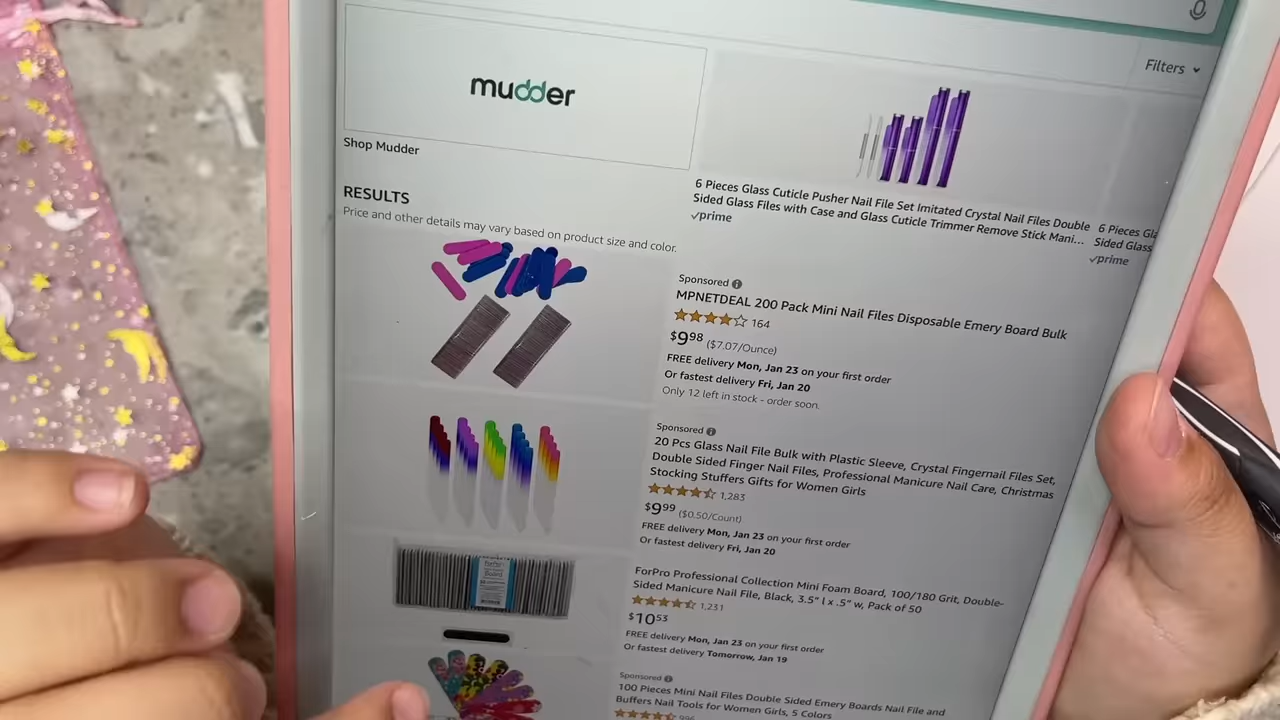 Filters
mudder
Shop Mudder
6 Pieces Glass Cuticle Pusher Nail File Set Imitated Crystal Nail Files Double
Sided Glass Files with Case and Glass Cuticle Trimmer Remove Stick Mani...
✓prime
6 Pieces Gla
Sided Glass
✓prime
RESULTS
Price and other details may vary based on product size and color.
Sponsored
MPNETDEAL 200 Pack Mini Nail Files Disposable Emery Board Bulk
164
$9⁹⁸ ($7.07/Ounce)
FREE delivery Mon, Jan 23 on your first order
Or fastest delivery Fri, Jan 20
Only 12 left in stock - order soon.
Sponsored
20 Pcs Glass Nail File Bulk with Plastic Sleeve, Crystal Fingernail Files Set,
Double Sided Finger Nail Files, Professional Manicure Nail Care, Christmas
Stocking Stuffers Gifts for Women Girls
1,283
$9⁹⁹ ($0.50/Count)
FREE delivery Mon, Jan 23 on your first order
Or fastest delivery Fri, Jan 20
ForPro Professional Collection Mini Foam Board, 100/180 Grit, Double-
Sided Manicure Nail File, Black, 3.5" l x .5" w, Pack of 50
1,231
$10⁵³
FREE delivery Mon, Jan 23 on your first order
Or fastest delivery Tomorrow, Jan 19
Sponsored
100 Pieces Mini Nail Files Double Sided Emery Boards Nail File and
Buffers Nail Tools for Women Girls, 5 Colors